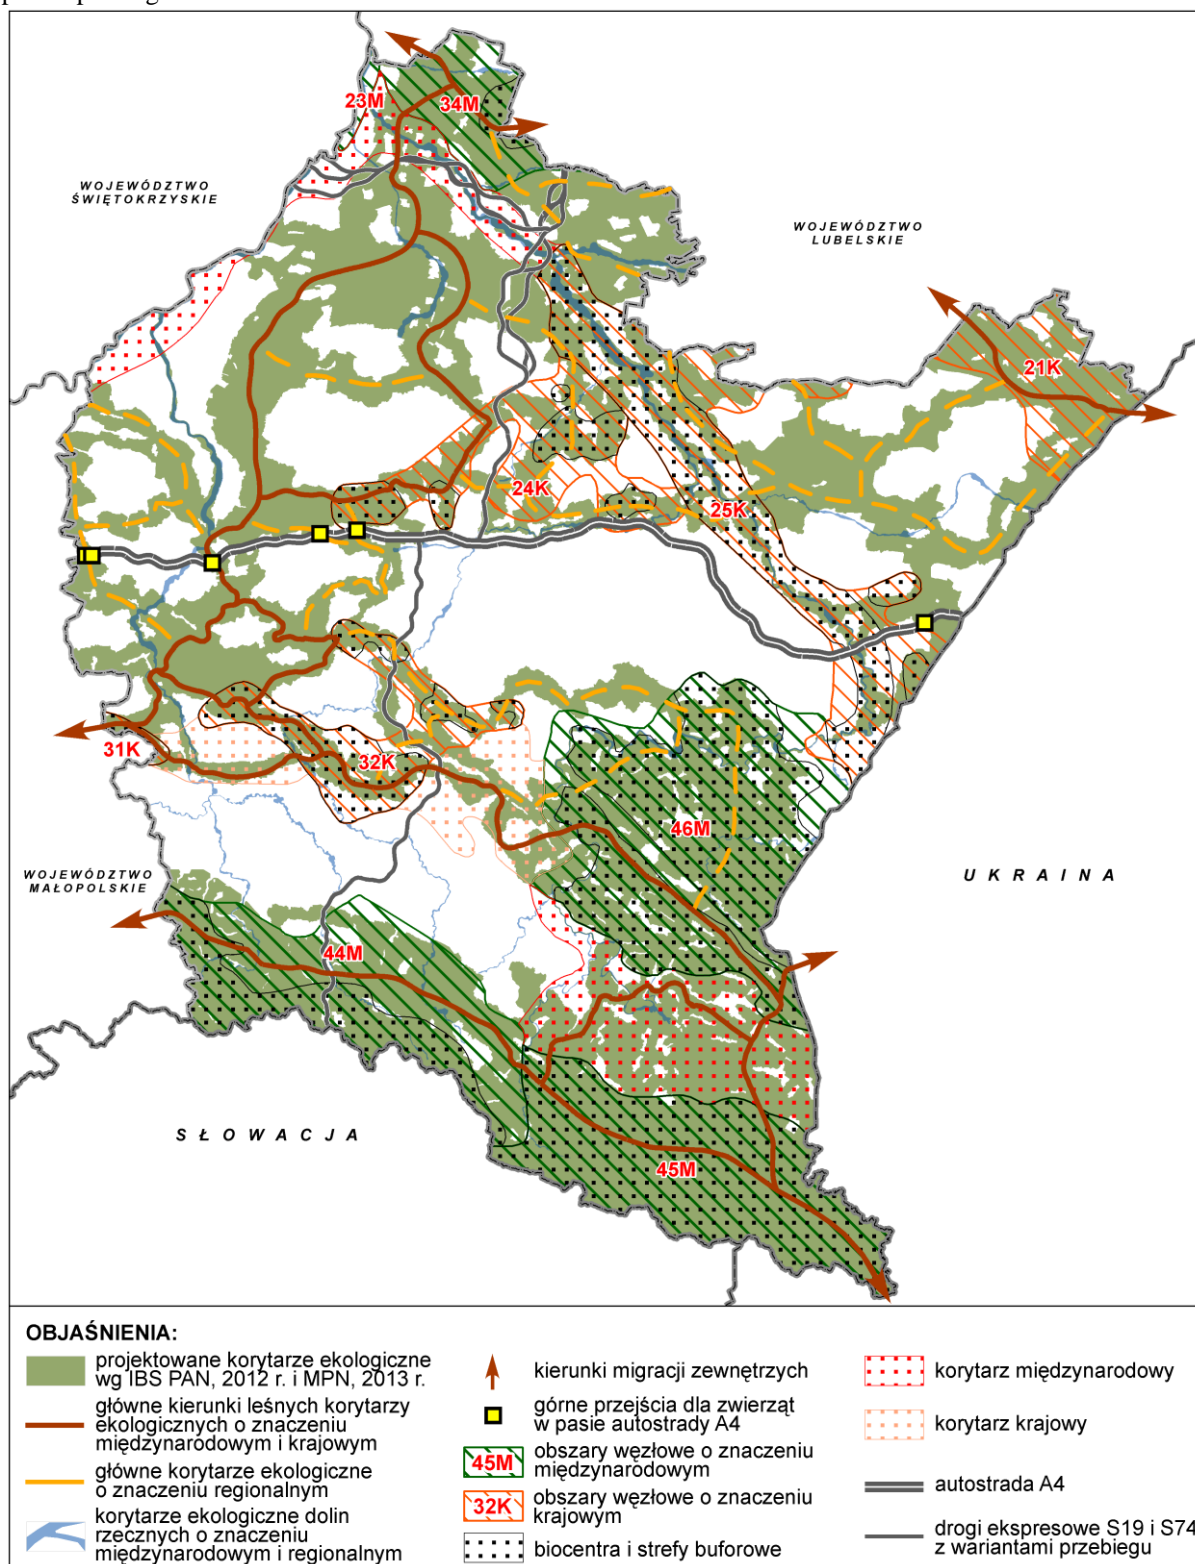 23M
34M
WOJEWÓDZTWO
ŚWIĘTOKRZYSKIE
WOJEWÓDZTWO
LUBELSKIE
21K
24K
25K
31K
32K
46M
WOJEWÓDZTWO
MAŁOPOLSKIE
UKRAINA
44M
SŁOWACJA
45M
OBJAŚNIENIA:
projektowane korytarze ekologiczne
wg IBS PAN, 2012 r. i MPN, 2013 r.
główne kierunki leśnych korytarzy
ekologicznych o znaczeniu
międzynarodowym i krajowym
główne korytarze ekologiczne
o znaczeniu regionalnym
korytarze ekologiczne dolin
rzecznych o znaczeniu
międzynarodowym i regionalnym
kierunki migracji zewnętrznych
górne przejścia dla zwierząt
w pasie autostrady A4
45M obszary węzłowe o znaczeniu
międzynarodowym
32K obszary węzłowe o znaczeniu
krajowym
biocentra i strefy buforowe
korytarz międzynarodowy
korytarz krajowy
autostrada A4
drogi ekspresowe S19 i S74
z wariantami przebiegu